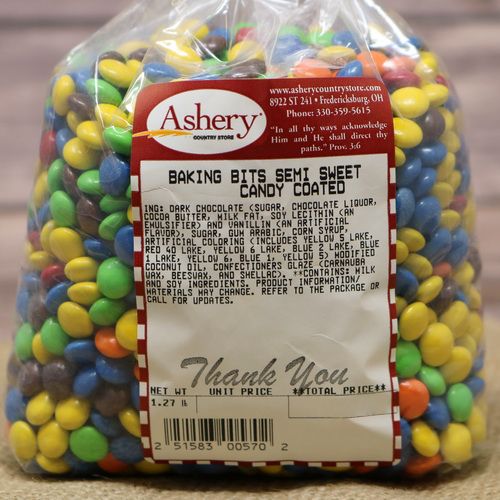 www.asherycountrystore.com
8922 ST 241 • Fredericksburg, OH
Phone: 330-359-5615
Ashery
COUNTRY STORE
"In all thy ways acknowledge
Him and He shall direct thy
paths." Prov. 3:6
BAKING BITS SEMI SWEET
CANDY COATED
ING: DARK CHOCOLATE (SUGAR, CHOCOLATE LIQUOR,
COCOA BUTTER, MILK FAT, SOY LECITHIN (AN
EMULSIFIER) AND VANILLIN (AN ARTIFICIAL
FLAVOR), SUGAR, GUM ARABIC, CORN SYRUP,
ARTIFICIAL COLORING (INCLUDES YELLOW 5 LAKE,
RED 40 LAKE, YELLOW 6 LAKE, BLUE 2 LAKE, BLUE
1 LAKE, YELLOW 6, BLUE 1, YELLOW 5) MODIFIED
COCONUT OIL, CONFECTIONERS GLAZE (CARNAUBA
WAX, BEESWAX, AND SHELLAC). **CONTAINS: MILK
AND SOY INGREDIENTS. PRODUCT INFORMATION/
MATERIALS MAY CHANGE. REFER TO THE PACKAGE OR
CALL FOR UPDATES.
Thank You
NET WT UNIT PRICE **TOTAL PRICE**
1.27 lb
2 51583 00570 2